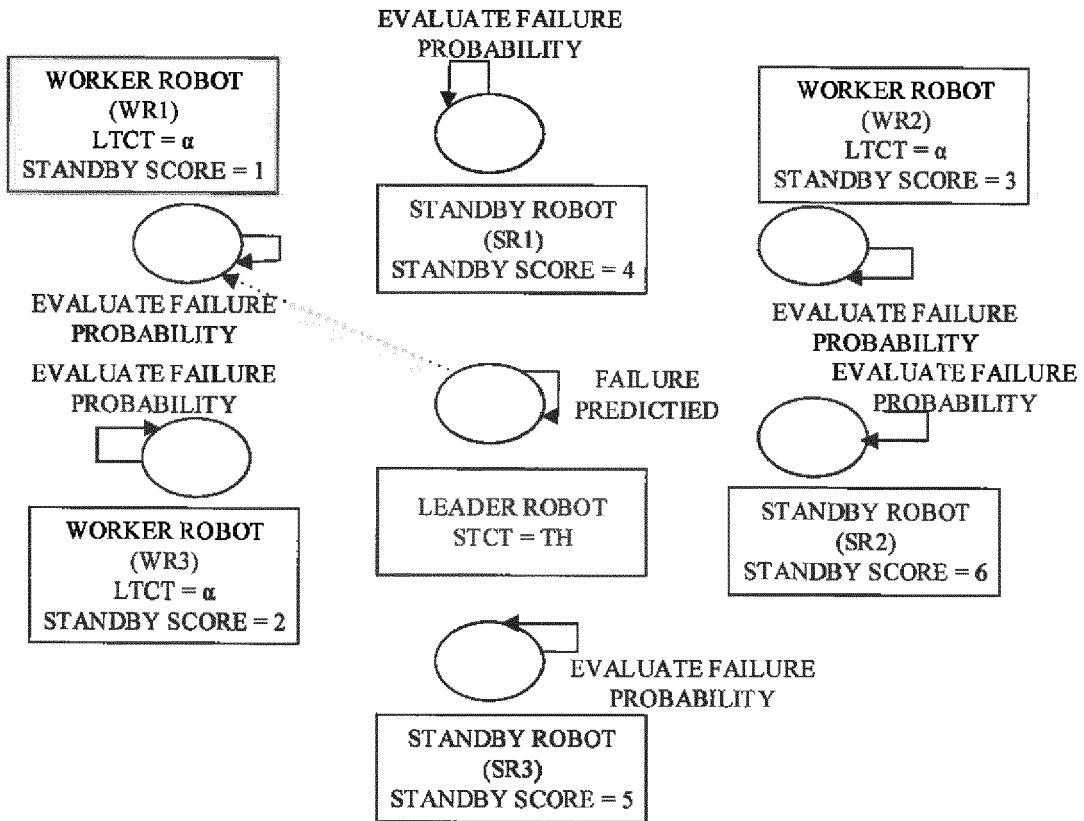 EVALUATE FAILURE
PROBABILITY
WORKER ROBOT
(WR1)
LTCT = α
STANDBY SCORE = 1
WORKER ROBOT
(WR2)
LTCT = α
STANDBY SCORE = 3
STANDBY ROBOT
(SR1)
STANDBY SCORE = 4
EVALUATE FAILURE
PROBABILITY
EVALUATE FAILURE
PROBABILITY
EVALUATE FAILURE
PROBABILITY
EVALUATE FAILURE
PROBABILITY
FAILURE
PREDICTIED
WORKER ROBOT
(WR3)
LTCT = α
STANDBY SCORE = 2
LEADER ROBOT
STCT = TH
STANDBY ROBOT
(SR2)
STANDBY SCORE = 6
EVALUATE FAILURE
PROBABILITY
STANDBY ROBOT
(SR3)
STANDBY SCORE = 5